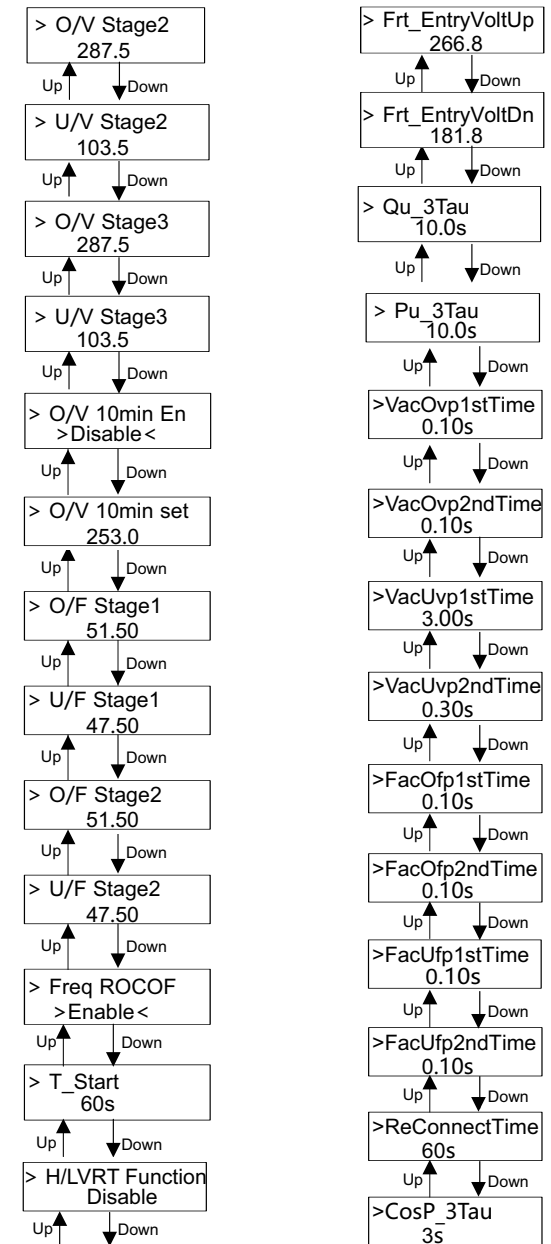 > O/V Stage2
287.5
Up Down
> U/V Stage2
103.5
Up Down
> O/V Stage3
287.5
Up Down
> U/V Stage3
103.5
Up Down
> O/V 10min En
>Disable<
Up Down
> O/V 10min set
253.0
Up Down
> O/F Stage1
51.50
Up Down
> U/F Stage1
47.50
Up Down
> O/F Stage2
51.50
Up Down
> U/F Stage2
47.50
Up Down
> Freq ROCOF
>Enable<
Up Down
> T_Start
60s
Up Down
> H/LVRT Function
Disable
Up Down
> Frt_EntryVoltUp
266.8
Up Down
> Frt_EntryVoltDn
181.8
Up Down
> Qu_3Tau
10.0s
Up Down
> Pu_3Tau
10.0s
Up Down
>VacOvp1stTime
0.10s
Up Down
>VacOvp2ndTime
0.10s
Up Down
>VacUvp1stTime
3.00s
Up Down
>VacUvp2ndTime
0.30s
Up Down
>FacOfp1stTime
0.10s
Up Down
>FacOfp2ndTime
0.10s
Up Down
>FacUfp1stTime
0.10s
Up Down
>FacUfp2ndTime
0.10s
Up Down
>ReConnectTime
60s
Up Down
>CosP_3Tau
3s